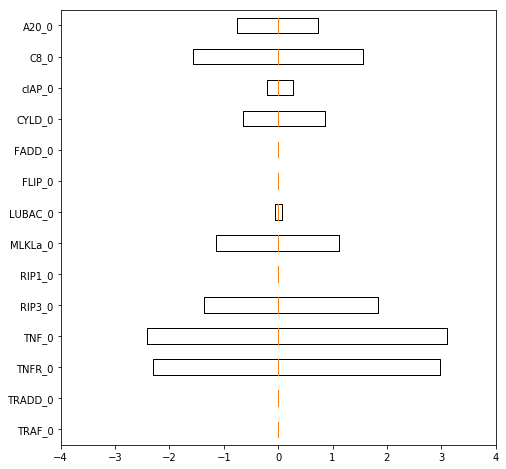 A20_0
C8_0
cIAP_0
CYLD_0
FADD_0
FLIP_0
LUBAC_0
MLKLa_0
RIP1_0
RIP3_0
TNF_0
TNFR_0
TRADD_0
TRAF_0
−4 −3 −2 −1 0 1 2 3 4